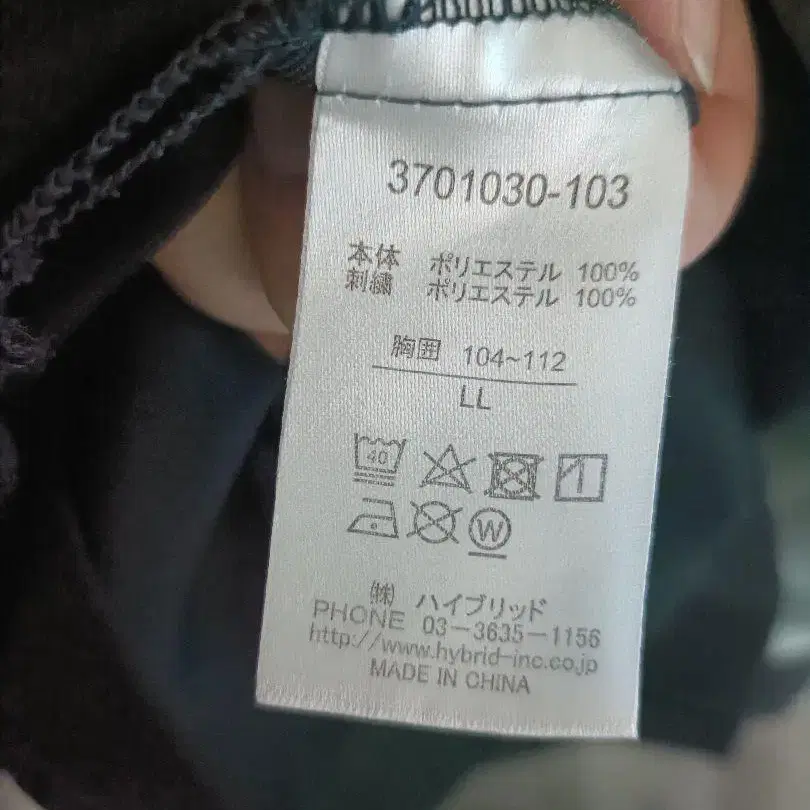 3701030-103
本体 ポリエステル 100%
刺繍 ポリエステル 100%
胸囲 104~112
LL
40
W
㈱ ハイブリッド
PHONE 03-3635-1156
http://www.hybrid-inc.co.jp
MADE IN CHINA